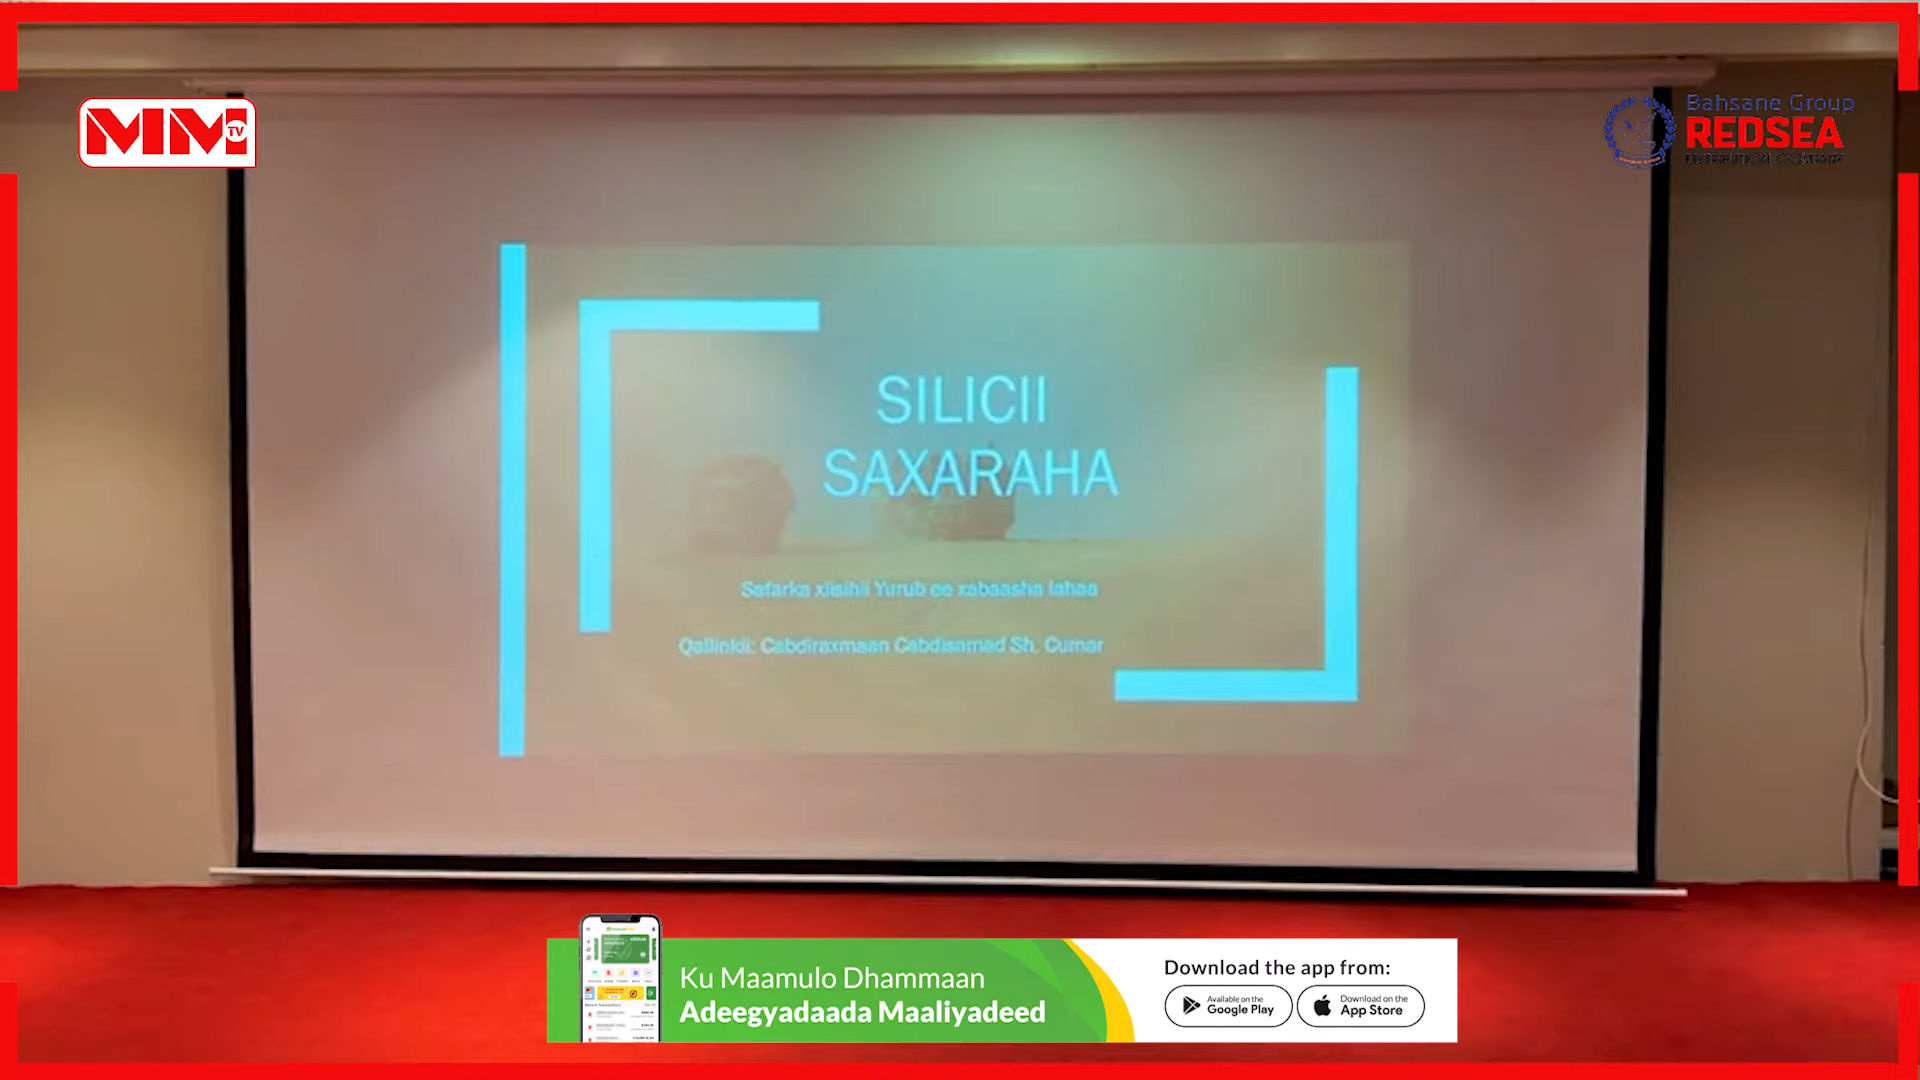 MM TV
Bahsane Group
REDSEA
SILICII
SAXARAHA
Safarka xiisihii Yurub ee xabaasha lahaa
Qallinkii: Cabdiraxmaan Cabdisamad Sh. Cumar
Ku Maamulo Dhammaan
Adeegyadaada Maaliyadeed
Download the app from:
Available on the
Google Play
Download on the
App Store